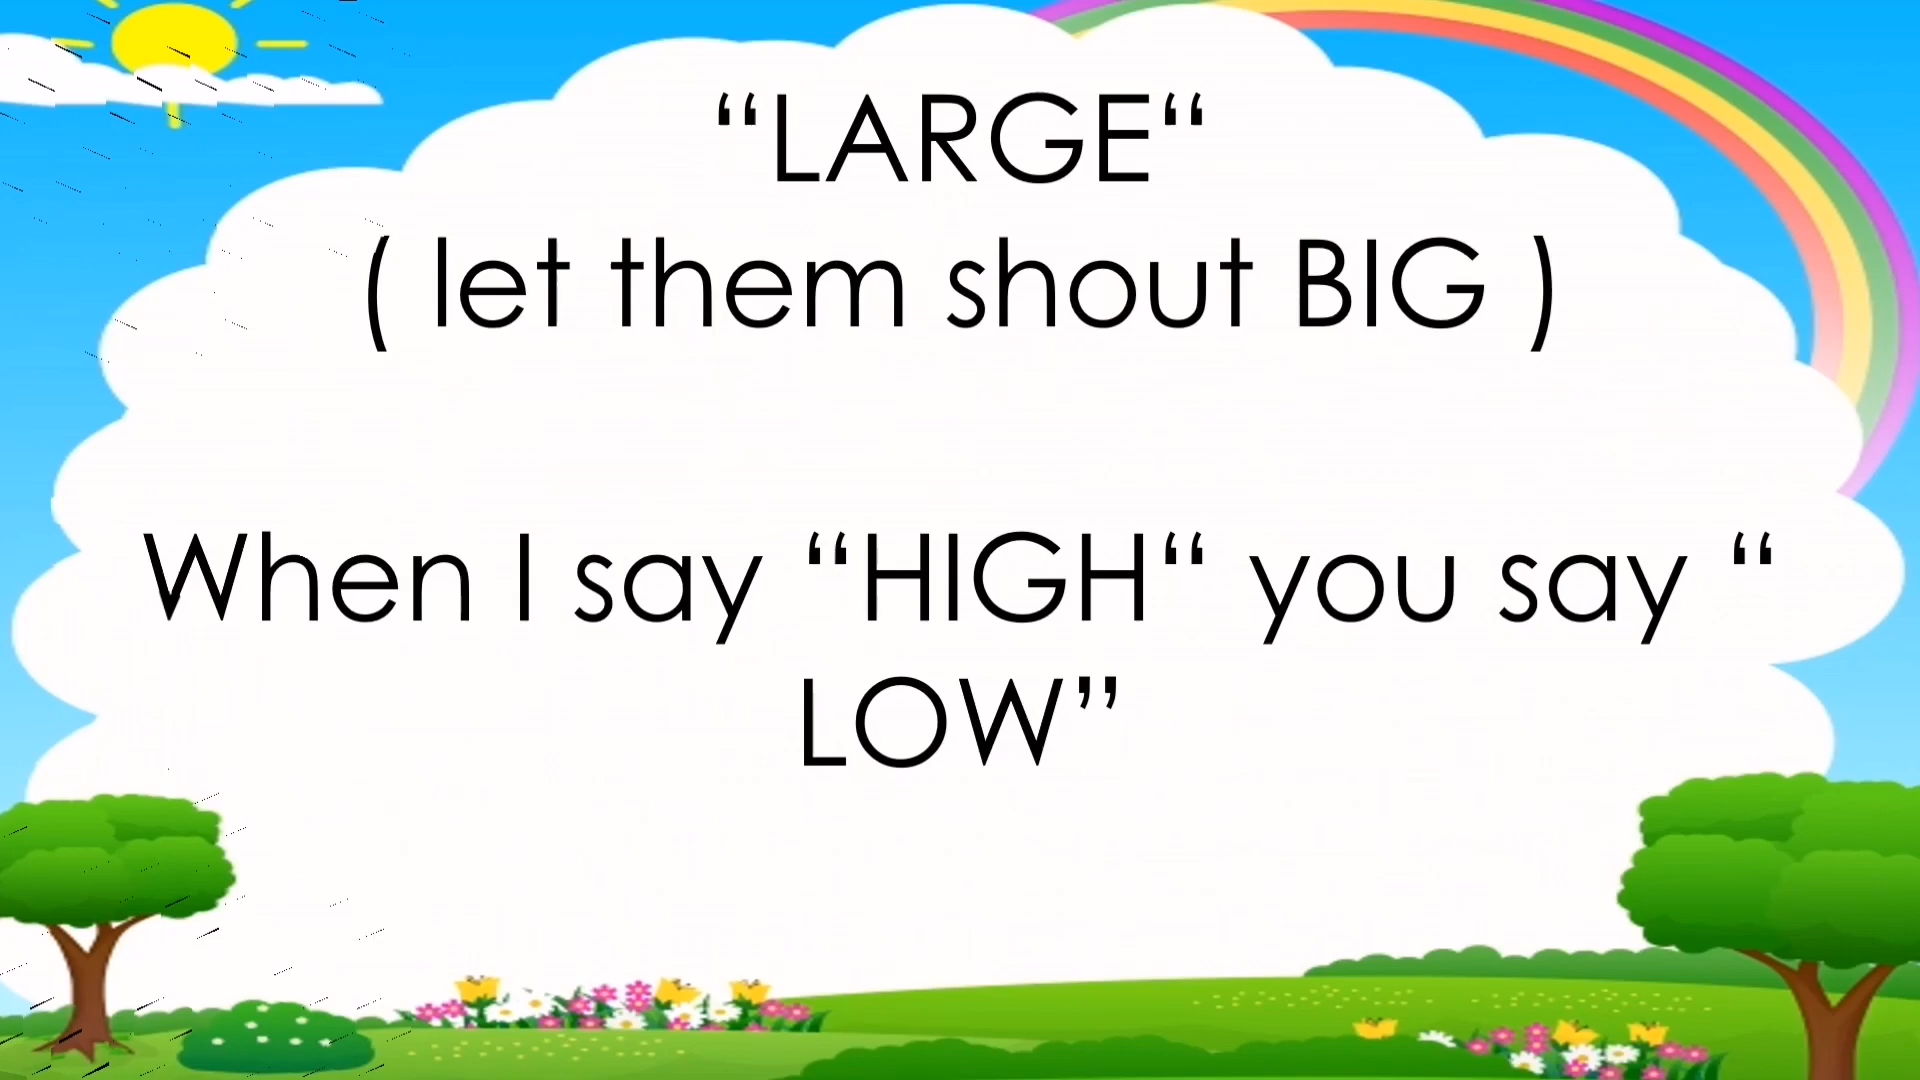 “LARGE“
( let them shout BIG )
When I say “HIGH“ you say “
LOW”